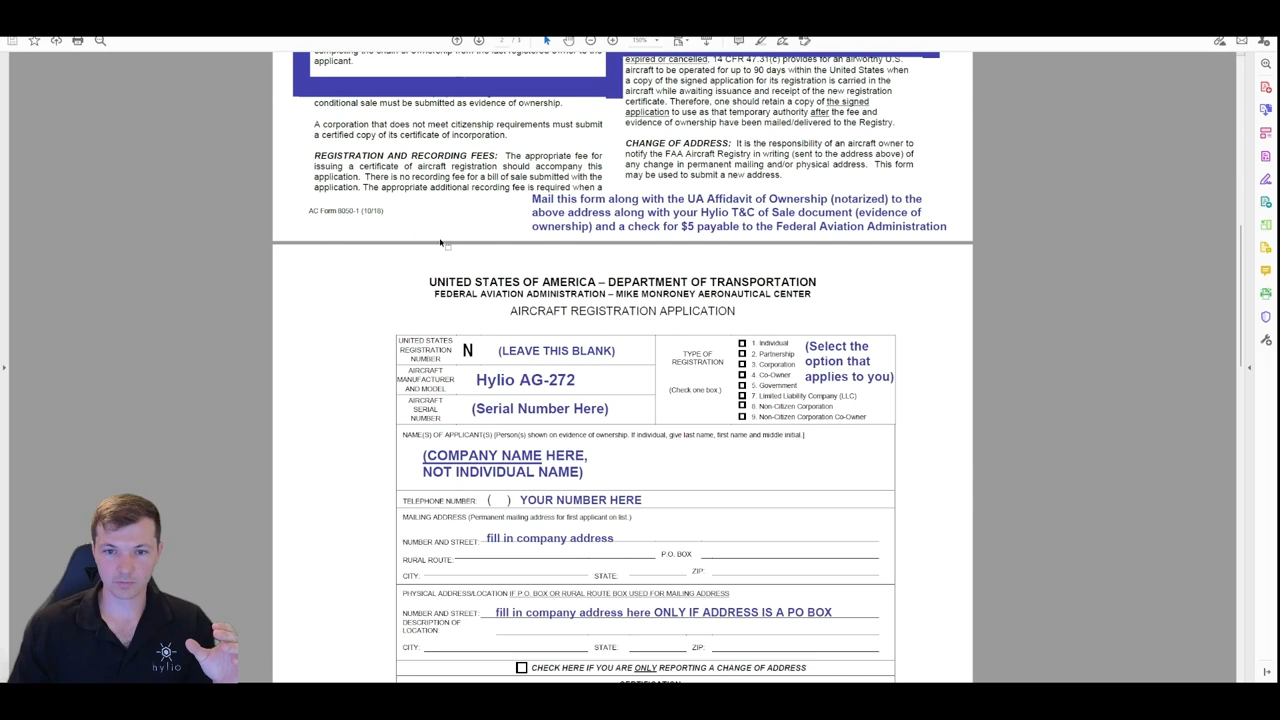 2 / 3
150%
completing the chain of ownership from the last registered owner to the
applicant.
conditional sale must be submitted as evidence of ownership.
A corporation that does not meet citizenship requirements must submit
a certified copy of its certificate of incorporation.
REGISTRATION AND RECORDING FEES: The appropriate fee for
issuing a certificate of aircraft registration should accompany this
application. There is no recording fee for a bill of sale submitted with the
application. The appropriate additional recording fee is required when a
AC Form 8050-1 (10/18)
expired or cancelled, 14 CFR 47.31(c) provides for an airworthy U.S.
aircraft to be operated for up to 90 days within the United States when
a copy of the signed application for its registration is carried in the
aircraft while awaiting issuance and receipt of the new registration
certificate. Therefore, one should retain a copy of the signed
application to use as that temporary authority after the fee and
evidence of ownership have been mailed/delivered to the Registry.
CHANGE OF ADDRESS: It is the responsibility of an aircraft owner to
notify the FAA Aircraft Registry in writing (sent to the address above) of
any change in permanent mailing and/or physical address. This form
may be used to submit a new address.
Mail this form along with the UA Affidavit of Ownership (notarized) to the
above address along with your Hylio T&C of Sale document (evidence of
ownership) and a check for $5 payable to the Federal Aviation Administration
UNITED STATES OF AMERICA – DEPARTMENT OF TRANSPORTATION
FEDERAL AVIATION ADMINISTRATION – MIKE MONRONEY AERONAUTICAL CENTER
AIRCRAFT REGISTRATION APPLICATION
UNITED STATES
REGISTRATION
NUMBER
N (LEAVE THIS BLANK)
AIRCRAFT
MANUFACTURER
AND MODEL
Hylio AG-272
AIRCRAFT
SERIAL
NUMBER
(Serial Number Here)
TYPE OF
REGISTRATION
(Check one box.)
1. Individual
2. Partnership
3. Corporation
4. Co-Owner
5. Government
7. Limited Liability Company (LLC)
8. Non-Citizen Corporation
9. Non-Citizen Corporation Co-Owner
(Select the
option that
applies to you)
NAME(S) OF APPLICANT(S) [Person(s) shown on evidence of ownership. If individual, give last name, first name and middle initial.]
(COMPANY NAME HERE,
NOT INDIVIDUAL NAME)
TELEPHONE NUMBER: ( ) YOUR NUMBER HERE
MAILING ADDRESS (Permanent mailing address for first applicant on list.)
NUMBER AND STREET: fill in company address
RURAL ROUTE: P.O. BOX
CITY: STATE: ZIP:
PHYSICAL ADDRESS/LOCATION IF P.O. BOX OR RURAL ROUTE BOX USED FOR MAILING ADDRESS
NUMBER AND STREET: fill in company address here ONLY IF ADDRESS IS A PO BOX
DESCRIPTION OF
LOCATION:
CITY: STATE: ZIP:
CHECK HERE IF YOU ARE ONLY REPORTING A CHANGE OF ADDRESS
CERTIFICATION
hylio